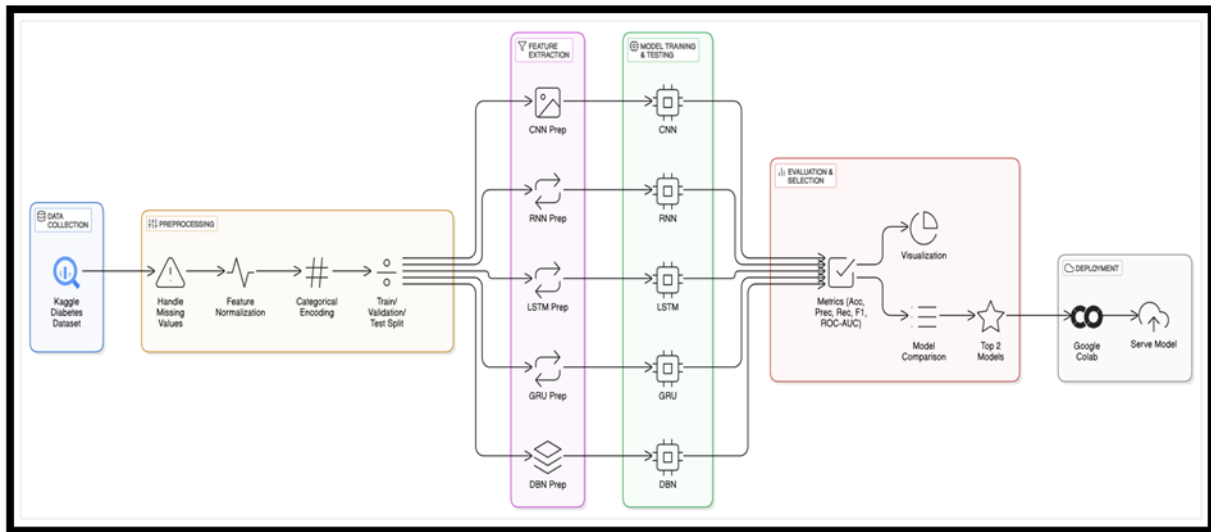 DATA
COLLECTION
Kaggle
Diabetes
Dataset
PREPROCESSING
Handle
Missing
Values
Feature
Normalization
Categorical
Encoding
Train/
Validation/
Test Split
FEATURE
EXTRACTION
CNN Prep
RNN Prep
LSTM Prep
GRU Prep
DBN Prep
MODEL TRAINING
& TESTING
CNN
RNN
LSTM
GRU
DBN
EVALUATION &
SELECTION
Metrics (Acc,
Prec, Rec, F1,
ROC-AUC)
Visualization
Model
Comparison
Top 2
Models
DEPLOYMENT
Google
Colab
Serve Model